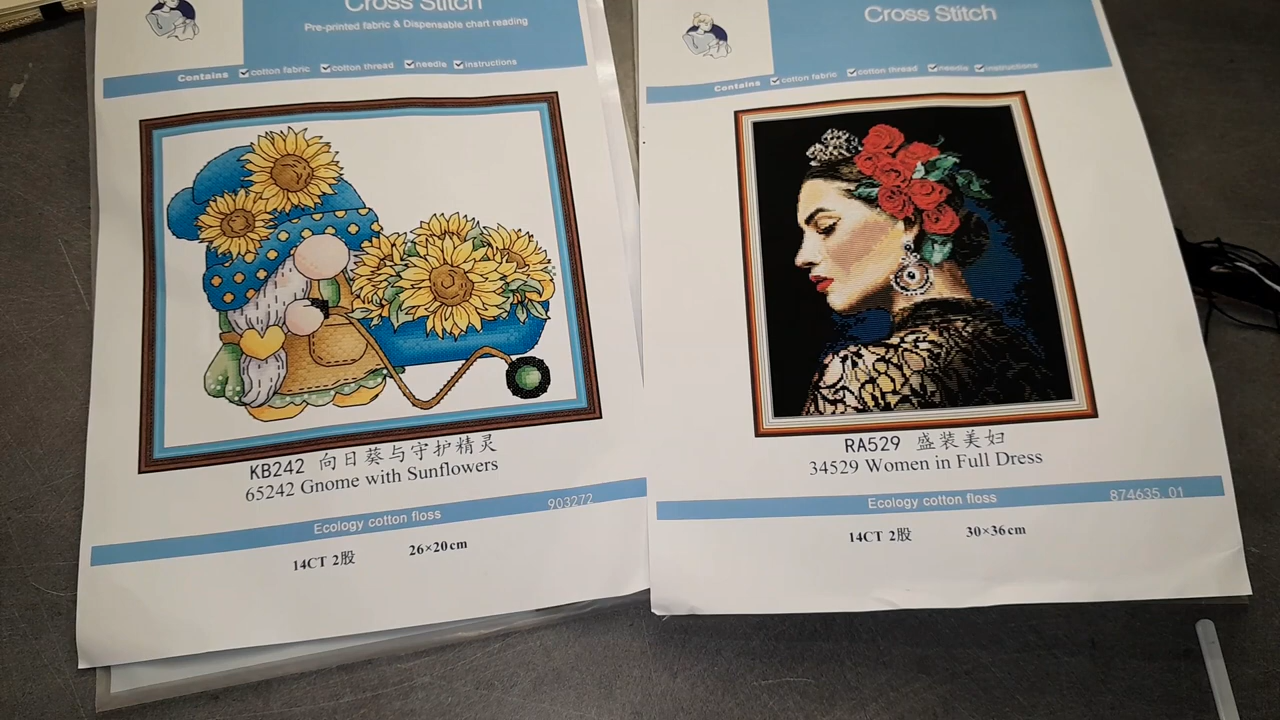 Cross Stitch
Pre-printed fabric & Dispensable chart reading
Contains cotton fabric cotton thread needle instructions
KB242 向日葵与守护精灵
65242 Gnome with Sunflowers
Ecology cotton floss 903272
14CT 2股 26×20cm
Cross Stitch
Contains cotton fabric cotton thread needle instructions
RA529 盛装美妇
34529 Women in Full Dress
Ecology cotton floss 874635.01
14CT 2股 30×36cm